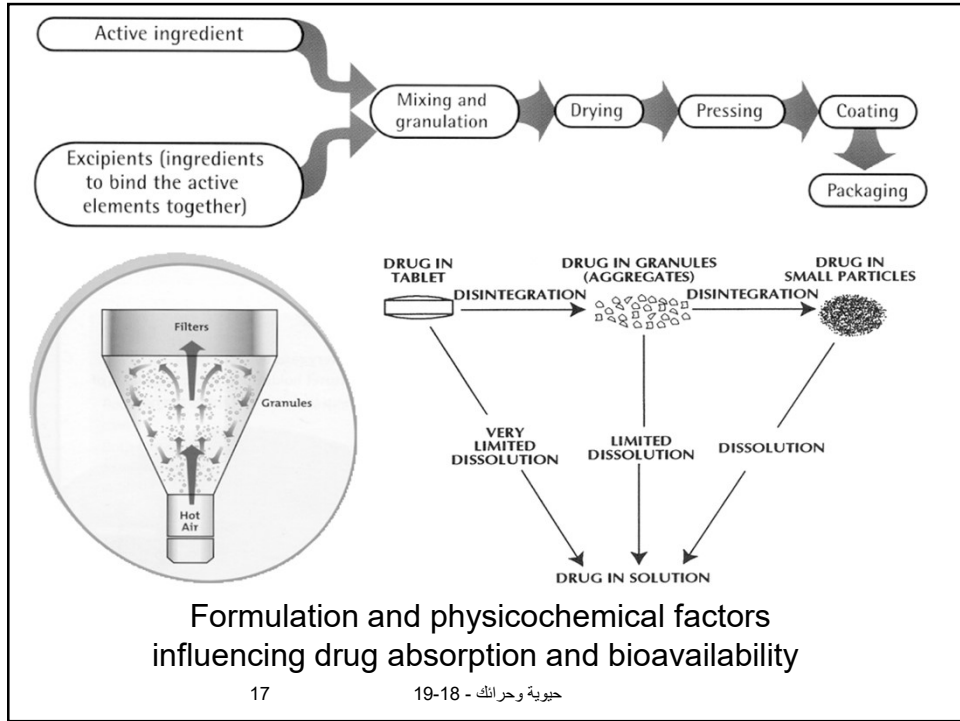 Active ingredient
Excipients (ingredients
to bind the active
elements together)
Mixing and
granulation
Drying
Pressing
Coating
Packaging
Filters
Granules
Hot
Air
DRUG IN
TABLET
DISINTEGRATION
DRUG IN GRANULES
(AGGREGATES)
DISINTEGRATION
DRUG IN
SMALL PARTICLES
VERY
LIMITED
DISSOLUTION
LIMITED
DISSOLUTION
DISSOLUTION
DRUG IN SOLUTION
Formulation and physicochemical factors
influencing drug absorption and bioavailability
17
حيوية وحرائك - 18-19